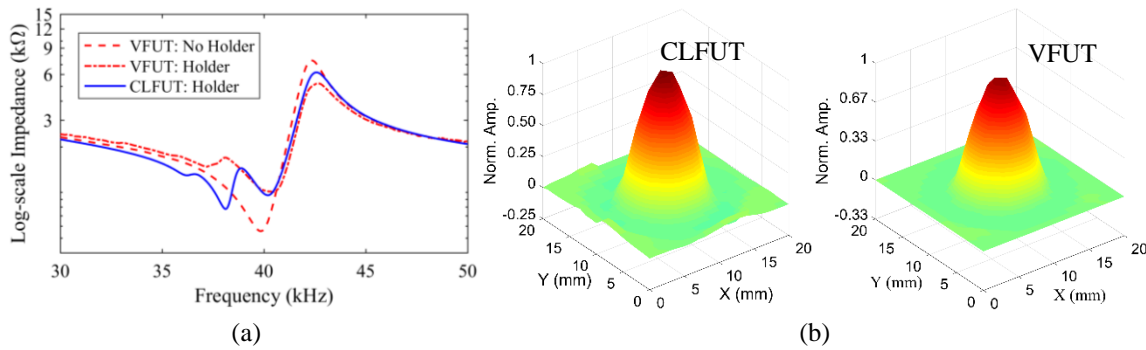 Log-scale Impedance (kΩ)
15
12
9
6
3
VFUT: No Holder
VFUT: Holder
CLFUT: Holder
30
35
40
45
50
Frequency (kHz)
(a)
CLFUT
Norm. Amp.
1
0.75
0.50
0.25
0
-0.25
20
15
10
5
0
Y (mm)
0
5
10
15
20
X (mm)
VFUT
Norm. Amp.
1
0.67
0.33
0
-0.33
20
15
10
5
0
Y (mm)
0
5
10
15
20
X (mm)
(b)